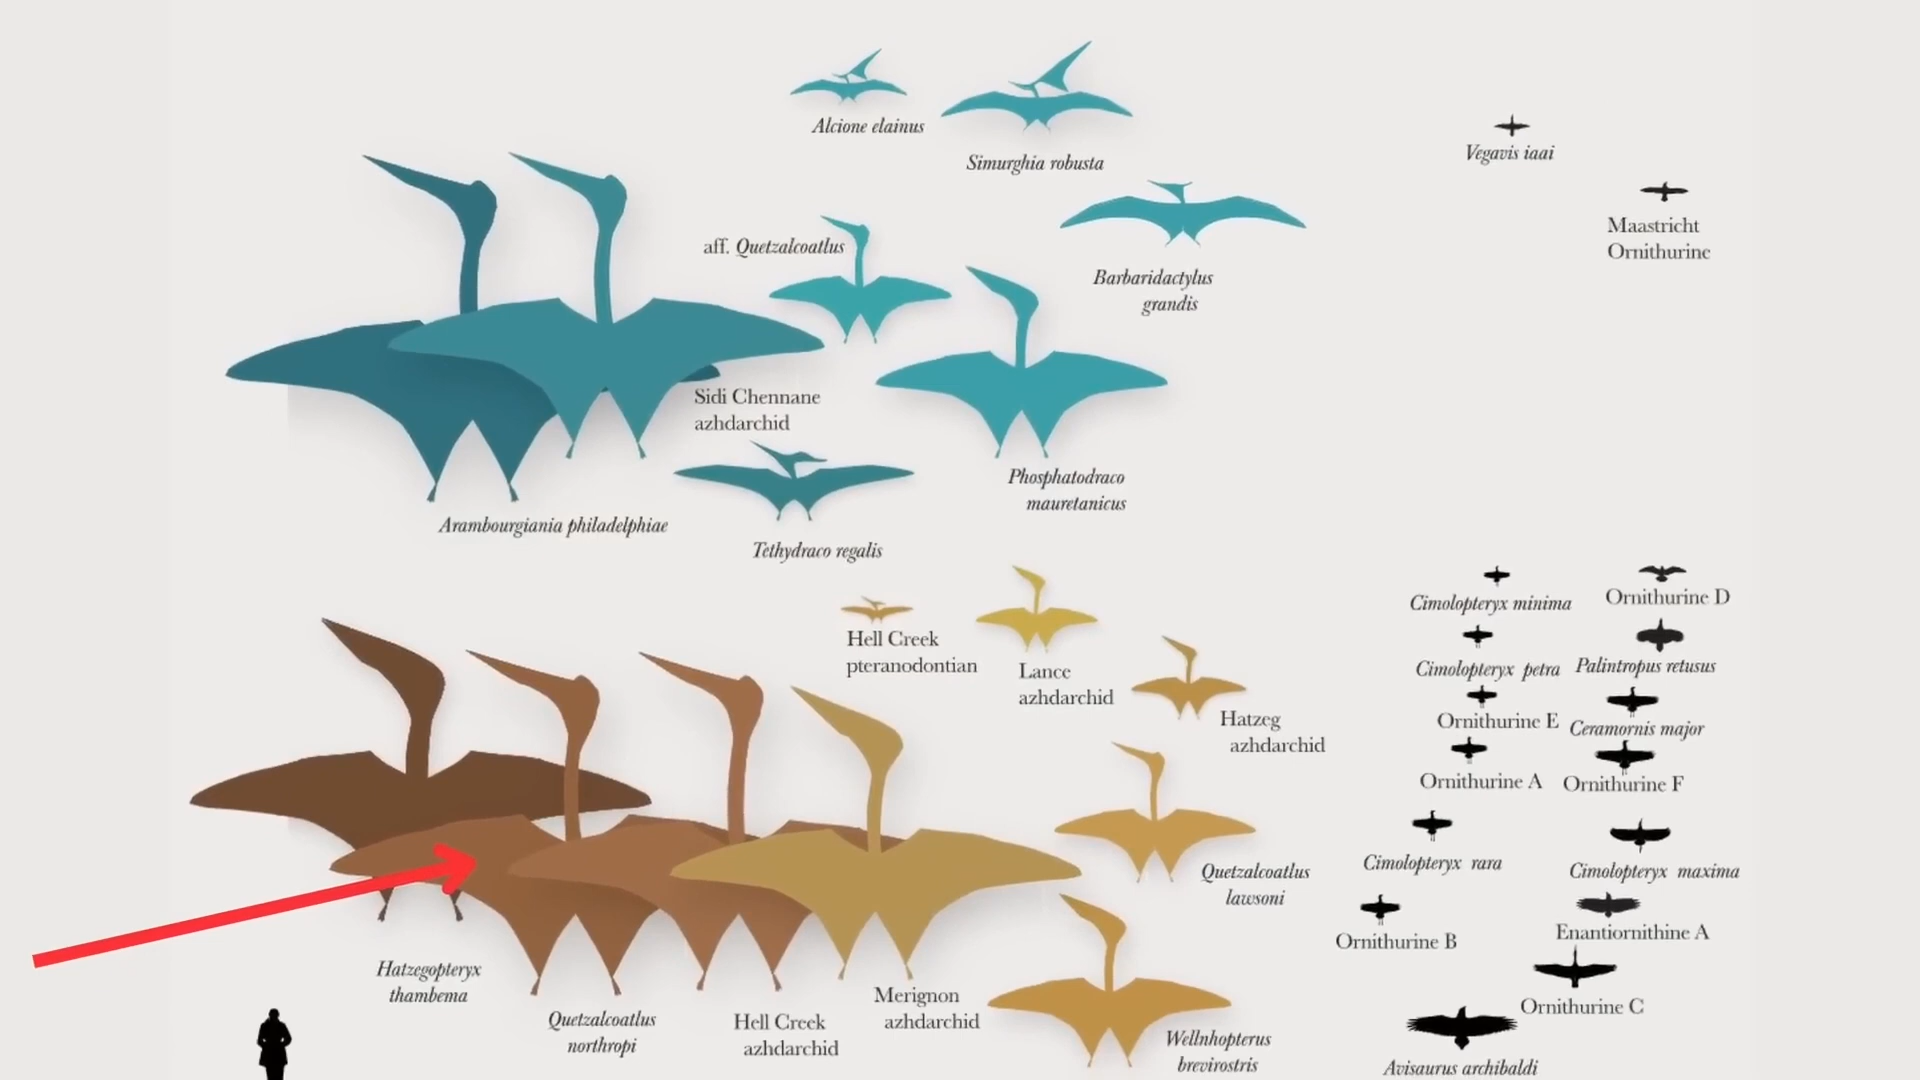 Alcione elainus
Simurghia robusta
Vegavis iaai
Maastricht
Ornithurine
aff. Quetzalcoatlus
Barbaridactylus
grandis
Sidi Chennane
azhdarchid
Phosphatodraco
mauretanicus
Arambourgiania philadelphiae
Tethydraco regalis
Hell Creek
pteranodontian
Lance
azhdarchid
Hatzeg
azhdarchid
Cimolopteryx minima
Ornithurine D
Cimolopteryx petra
Palintropus retusus
Ornithurine E
Ceramornis major
Ornithurine A
Ornithurine F
Cimolopteryx rara
Cimolopteryx maxima
Quetzalcoatlus
lawsoni
Ornithurine B
Enantiornithine A
Hatzegopteryx
thambema
Quetzalcoatlus
northropi
Hell Creek
azhdarchid
Merignon
azhdarchid
Wellnhopterus
brevirostris
Ornithurine C
Avisaurus archibaldi